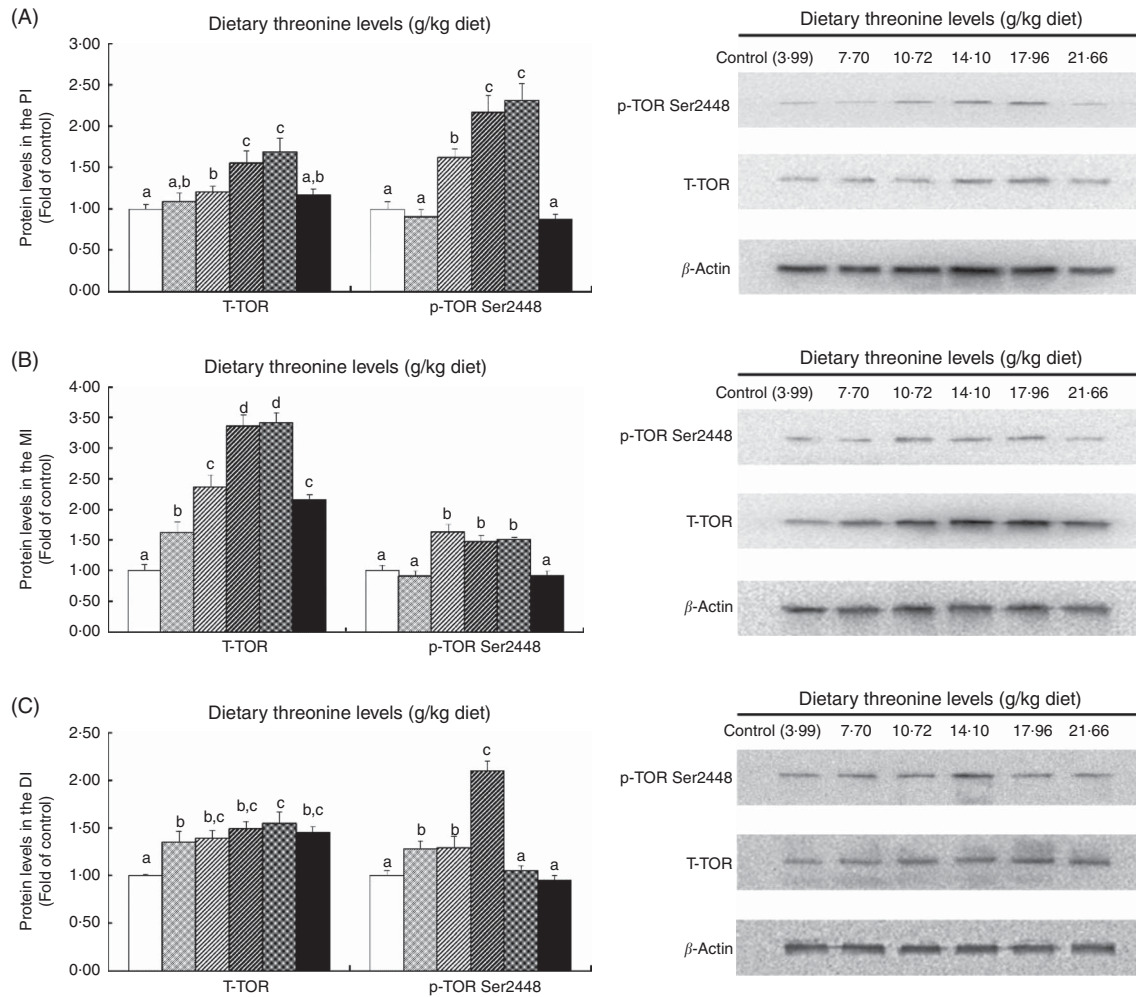 (A)
Dietary threonine levels (g/kg diet)
Protein levels in the PI
(Fold of control)
3·00
2·50
2·00
1·50
1·00
0·50
0·00
a
a,b
b
c
c
a,b
a
a
b
c
c
a
T-TOR
p-TOR Ser2448
Dietary threonine levels (g/kg diet)
Control (3·99) 7·70 10·72 14·10 17·96 21·66
p-TOR Ser2448
T-TOR
β-Actin
(B)
Dietary threonine levels (g/kg diet)
Protein levels in the MI
(Fold of control)
4·00
3·50
3·00
2·50
2·00
1·50
1·00
0·50
0·00
a
b
c
d
d
c
a
a
b
b
b
a
T-TOR
p-TOR Ser2448
Dietary threonine levels (g/kg diet)
Control (3·99) 7·70 10·72 14·10 17·96 21·66
p-TOR Ser2448
T-TOR
β-Actin
(C)
Dietary threonine levels (g/kg diet)
Protein levels in the DI
(Fold of control)
2·50
2·00
1·50
1·00
0·50
0·00
a
b
b,c
b,c
c
b,c
a
b
b
c
a
a
T-TOR
p-TOR Ser2448
Dietary threonine levels (g/kg diet)
Control (3·99) 7·70 10·72 14·10 17·96 21·66
p-TOR Ser2448
T-TOR
β-Actin